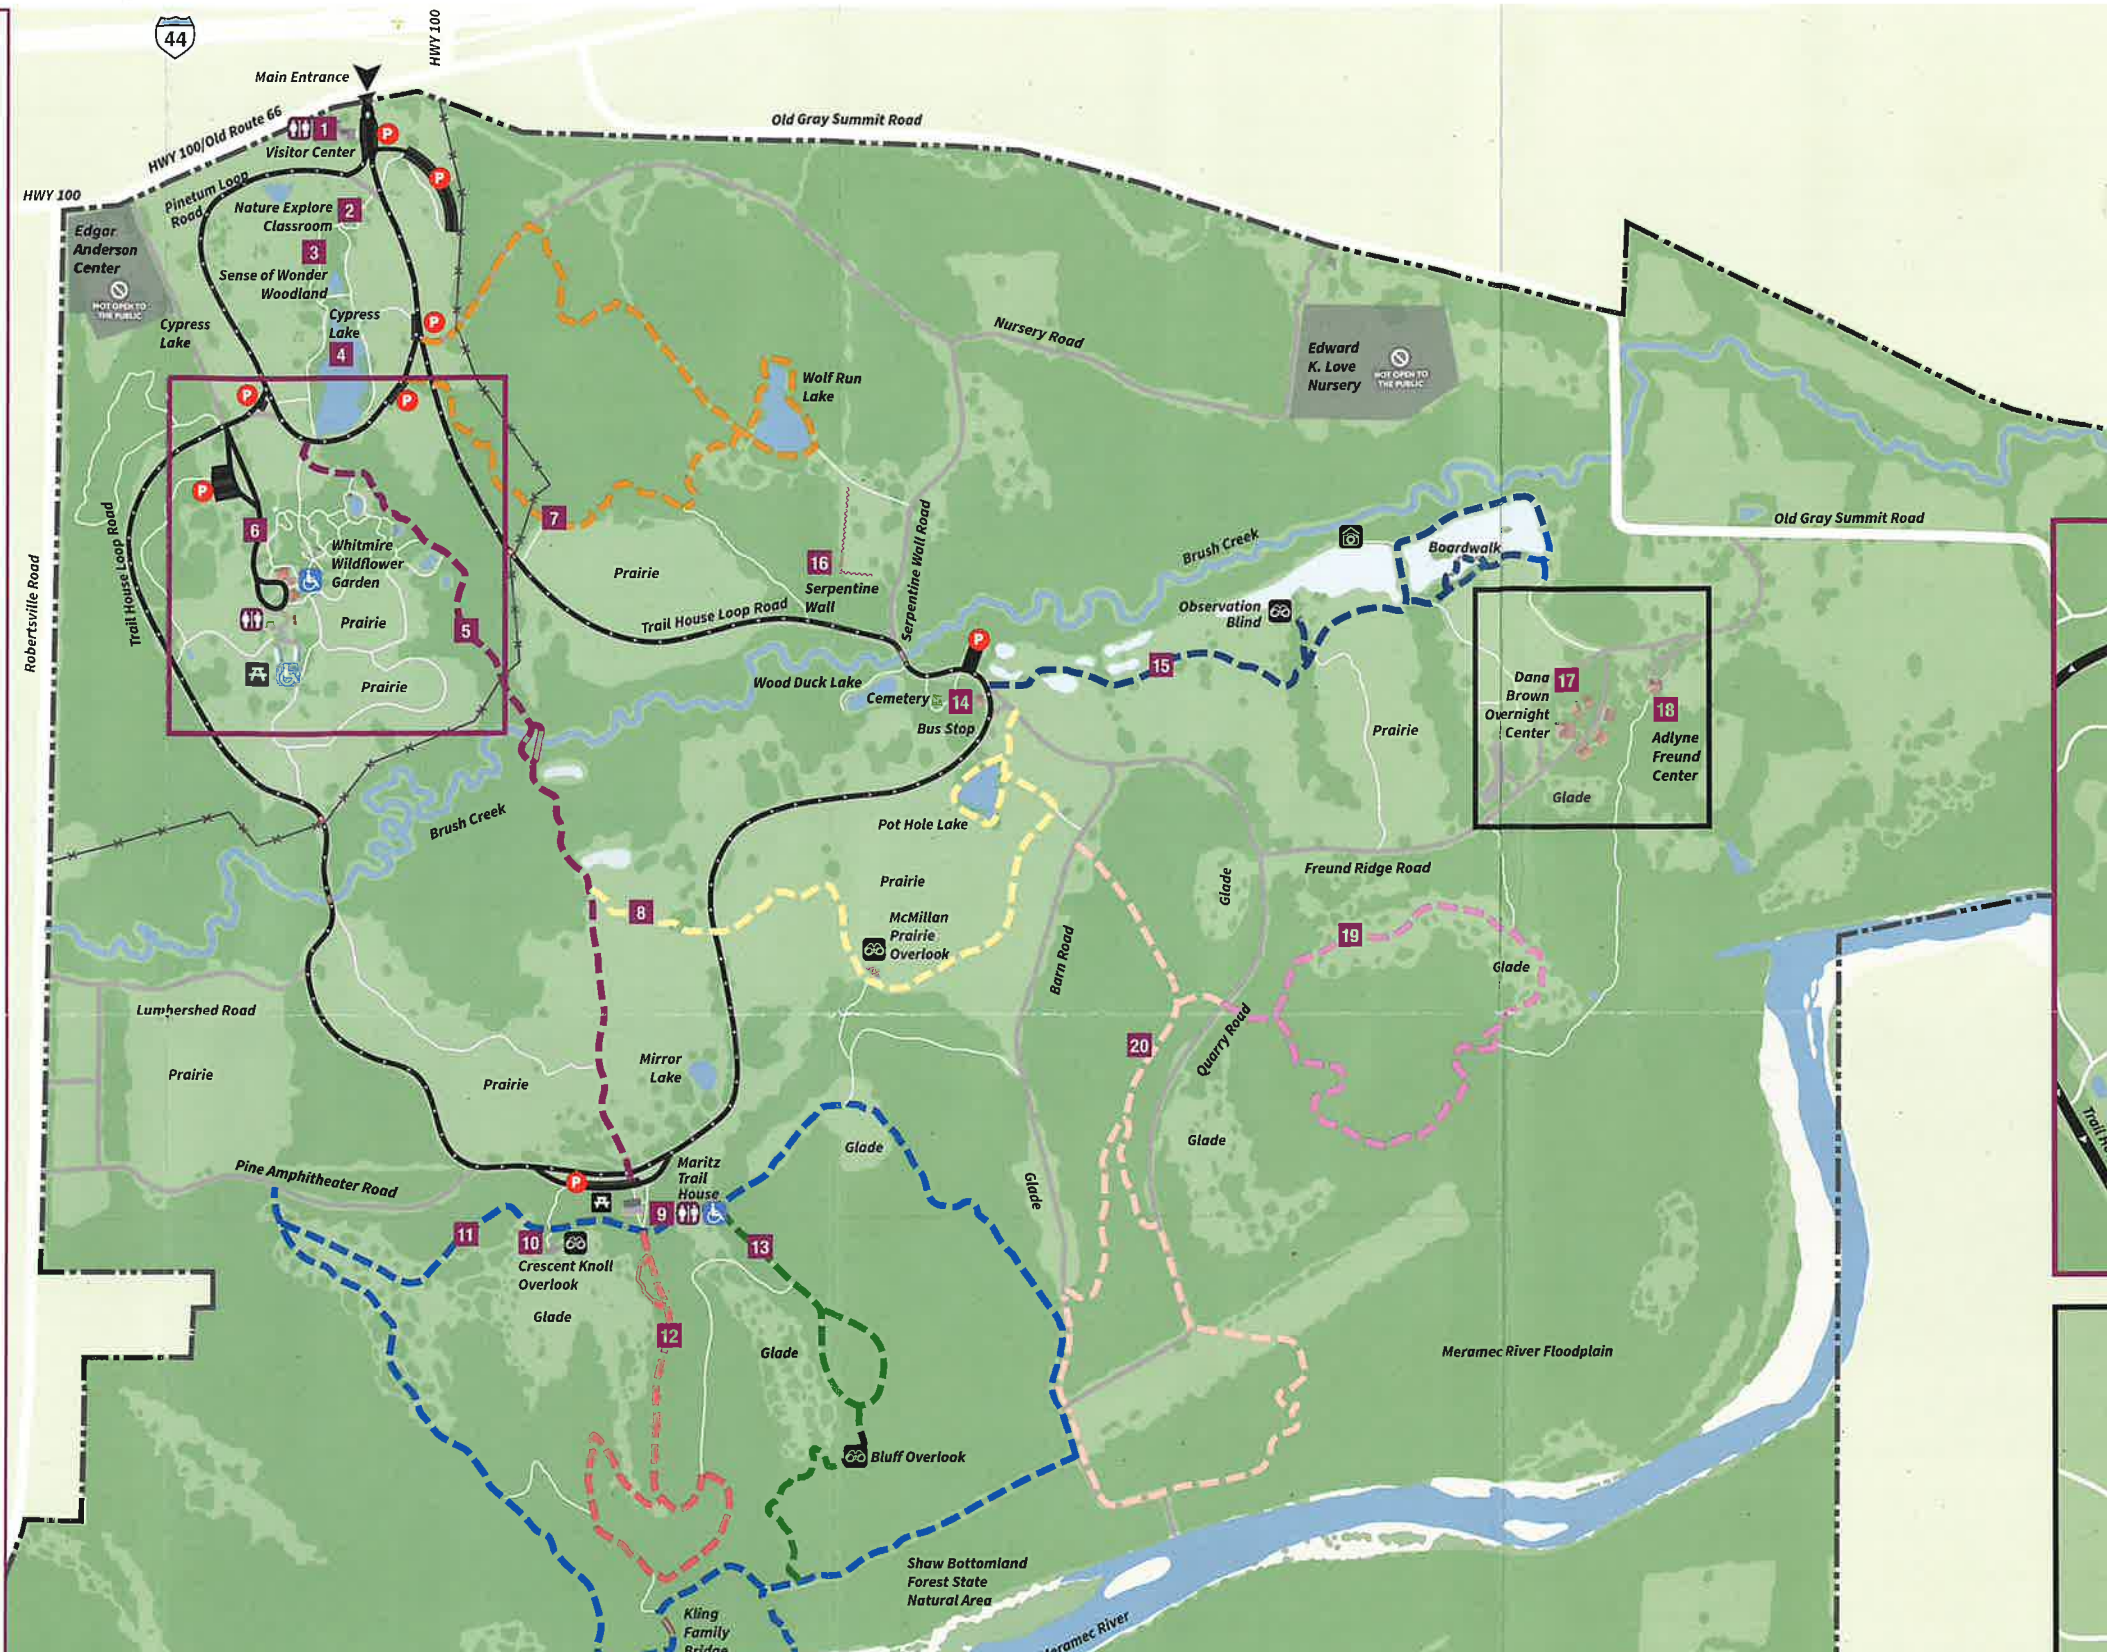 44
HWY 100
Main Entrance
HWY 100/Old Route 66
1
P
Visitor Center
P
Old Gray Summit Road
HWY 100
Pinetum Loop
Road
Nature Explore
Classroom
2
3
Sense of Wonder
Woodland
Edgar
Anderson
Center
NOT OPEN TO
THE PUBLIC
Cypress
Lake
Cypress
Lake
4
P
P
P
P
Nursery Road
Edward
K. Love
Nursery
NOT OPEN TO
THE PUBLIC
Wolf Run
Lake
Trail House Loop Road
Robertsville Road
6
Whitmire
Wildflower
Garden
Prairie
Prairie
5
7
Prairie
16
Serpentine
Wall
Serpentine Wall Road
Trail House Loop Road
Brush Creek
Boardwalk
Old Gray Summit Road
Observation
Blind
P
15
Wood Duck Lake
Cemetery
14
Bus Stop
Prairie
Dana
Brown
Overnight
Center
17
18
Adlyne
Freund
Center
Glade
Brush Creek
Pot Hole Lake
Prairie
8
McMillan
Prairie
Overlook
Glade
Freund Ridge Road
19
Glade
Barn Road
Quarry Road
20
Lumbershed Road
Prairie
Prairie
Mirror
Lake
Glade
Glade
Glade
Pine Amphitheater Road
P
Maritz
Trail
House
9
11
10
Crescent Knoll
Overlook
Glade
13
12
Glade
Bluff Overlook
Meramec River Floodplain
Shaw Bottomland
Forest State
Natural Area
Kling
Family
Bridge
Meramec River